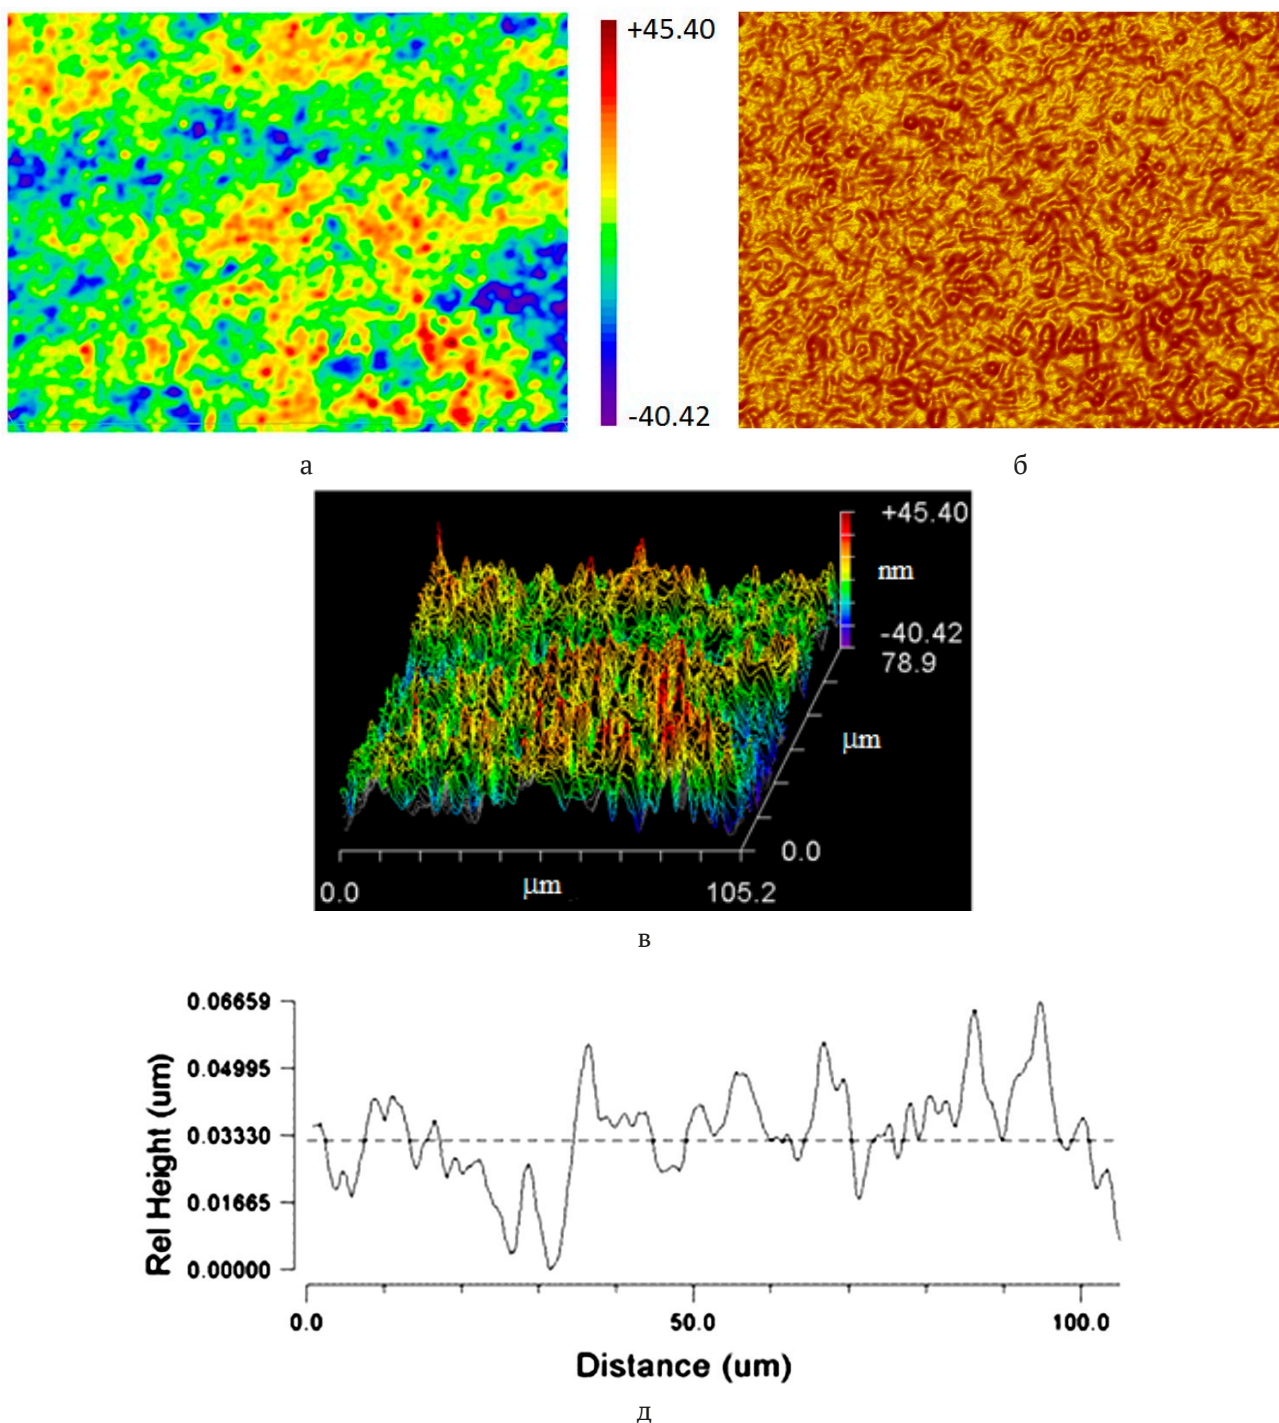 +45.40
-40.42
а
б
+45.40
nm
-40.42
78.9
μm
0.0
μm
0.0
105.2
в
0.06659
0.04995
0.03330
0.01665
0.00000
Rel Height (um)
0.0
50.0
100.0
Distance (um)
д